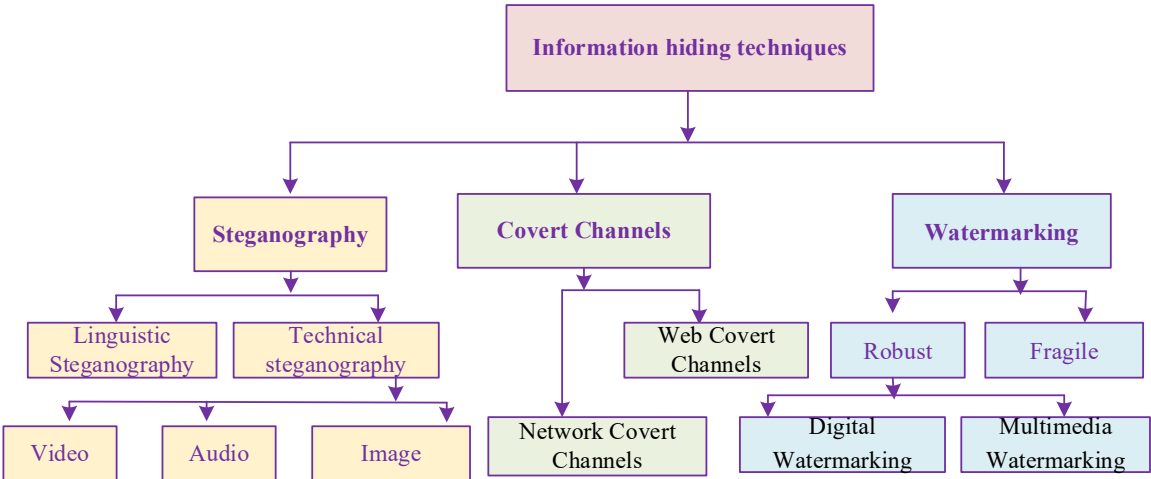 Information hiding techniques
Steganography
Covert Channels
Watermarking
Linguistic
Steganography
Technical
steganography
Web Covert
Channels
Robust
Fragile
Video
Audio
Image
Network Covert
Channels
Digital
Watermarking
Multimedia
Watermarking